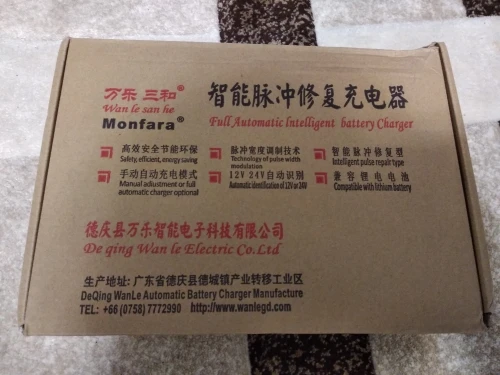 万乐 三和®
Wan le san he
Monfara®
智能脉冲修复充电器
Full Automatic lntelligent battery Charger
高效安全节能环保
Safety, efficient, energy saving
脉冲宽度调制技术
Technology of pulse width
modulation
智能脉冲修复型
Intelligent pulse repair type
手动自动充电模式
Manual adiustment or full
automatic charger optional
12V 24V自动识别
Automatic identification of 12V or 24V
兼容锂电电池
Compatible with lithium battery
德庆县万乐智能电子科技有限公司
De qing Wan le Electric Co.Ltd
生产地址: 广东省德庆县德城镇产业转移工业区
DeQing WanLe Automatic Battery Charger Manufacture
TEL: +66 (0758) 7772990 http://www.wanlegd.com